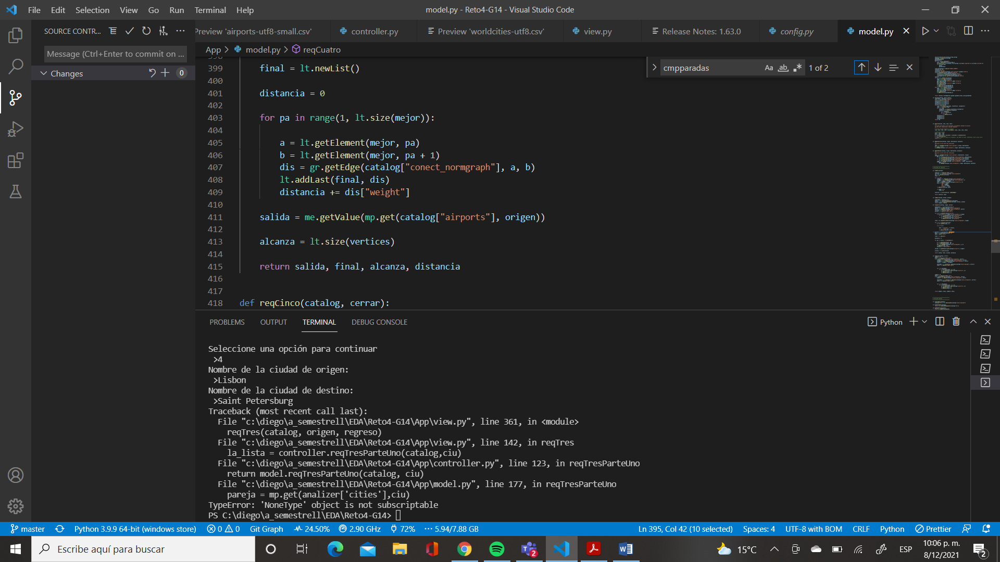 File Edit Selection View Go Run Terminal Help
model.py - Reto4-G14 - Visual Studio Code
SOURCE CONTR...
Preview 'airports-utf8-small.csv'
controller.py
Preview 'worldcities-utf8.csv'
view.py
Release Notes: 1.63.0
config.py
model.py
Message (Ctrl+Enter to commit on ...
App > model.py > reqCuatro
Changes
0
cmpparadas
Aa ab
1 of 2
399 final = lt.newList()
400
401 distancia = 0
402
403 for pa in range(1, lt.size(mejor)):
404
405 a = lt.getElement(mejor, pa)
406 b = lt.getElement(mejor, pa + 1)
407 dis = gr.getEdge(catalog["conect_normgraph"], a, b)
408 lt.addLast(final, dis)
409 distancia += dis["weight"]
410
411 salida = me.getValue(mp.get(catalog["airports"], origen))
412
413 alcanza = lt.size(vertices)
414
415 return salida, final, alcanza, distancia
416
417
418 def reqCinco(catalog, cerrar):
PROBLEMS OUTPUT TERMINAL DEBUG CONSOLE
Python
Seleccione una opción para continuar
>4
Nombre de la ciudad de origen:
>Lisbon
Nombre de la ciudad de destino:
>Saint Petersburg
Traceback (most recent call last):
File "c:\diego\a_semestrell\EDA\Reto4-G14\App\view.py", line 361, in <module>
reqTres(catalog, origen, regreso)
File "c:\diego\a_semestrell\EDA\Reto4-G14\App\view.py", line 142, in reqTres
la_lista = controller.reqTresParteUno(catalog,ciu)
File "c:\diego\a_semestrell\EDA\Reto4-G14\App\controller.py", line 123, in reqTresParteUno
return model.reqTresParteUno(catalog, ciu)
File "c:\diego\a_semestrell\EDA\Reto4-G14\App\model.py", line 177, in reqTresParteUno
pareja = mp.get(analizer['cities'],ciu)
TypeError: 'NoneType' object is not subscriptable
PS C:\diego\a_semestrell\EDA\Reto4-G14>
master
Python 3.9.9 64-bit (windows store)
0 0
Git Graph
24.50%
2.90 GHz
72%
5.94/7.88 GB
Ln 395, Col 42 (10 selected)
Spaces: 4
UTF-8 with BOM
CRLF
Python
Prettier
Escribe aquí para buscar
2
15°C
ESP
10:06 p. m.
8/12/2021
2